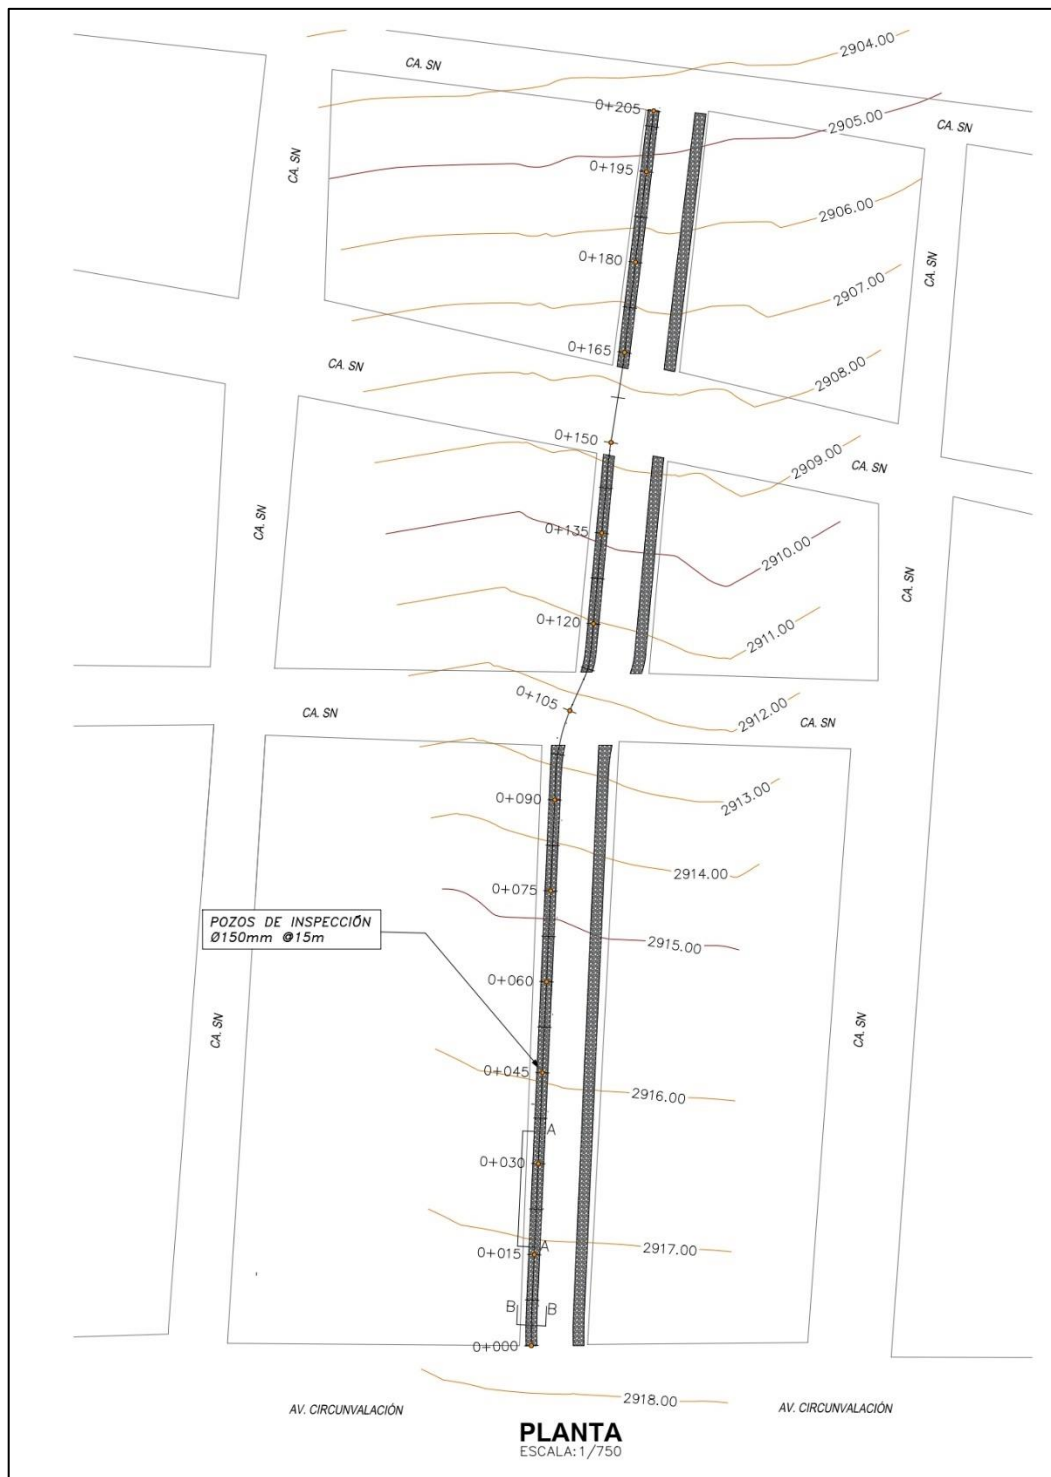 2904.00
CA. SN
0+205
2905.00
CA. SN
CA. SN
0+195
2906.00
0+180
CA. SN
2907.00
0+165
CA. SN
2908.00
0+150
2909.00
CA. SN
CA. SN
0+135
2910.00
CA. SN
0+120
2911.00
0+105
CA. SN
2912.00
CA. SN
0+090
2913.00
2914.00
0+075
POZOS DE INSPECCIÓN
Ø150mm @15m
2915.00
0+060
CA. SN
CA. SN
0+045
2916.00
A
0+030
A
2917.00
0+015
B
B
0+000
2918.00
AV. CIRCUNVALACIÓN
AV. CIRCUNVALACIÓN
PLANTA
ESCALA: 1/750